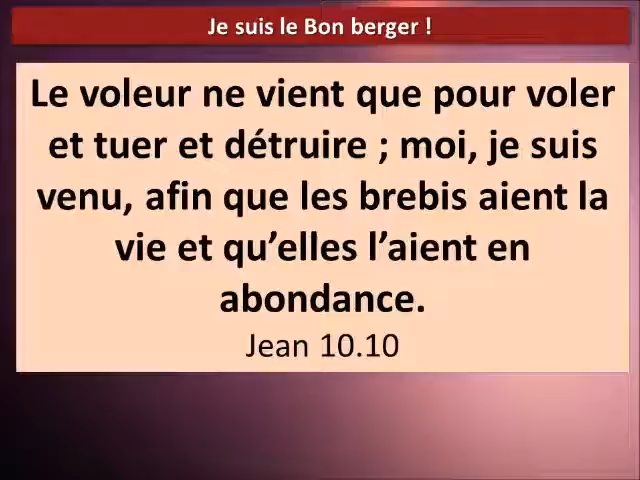 Je suis le Bon berger !
Le voleur ne vient que pour voler
et tuer et détruire ; moi, je suis
venu, afin que les brebis aient la
vie et qu’elles l’aient en
abondance.
Jean 10.10